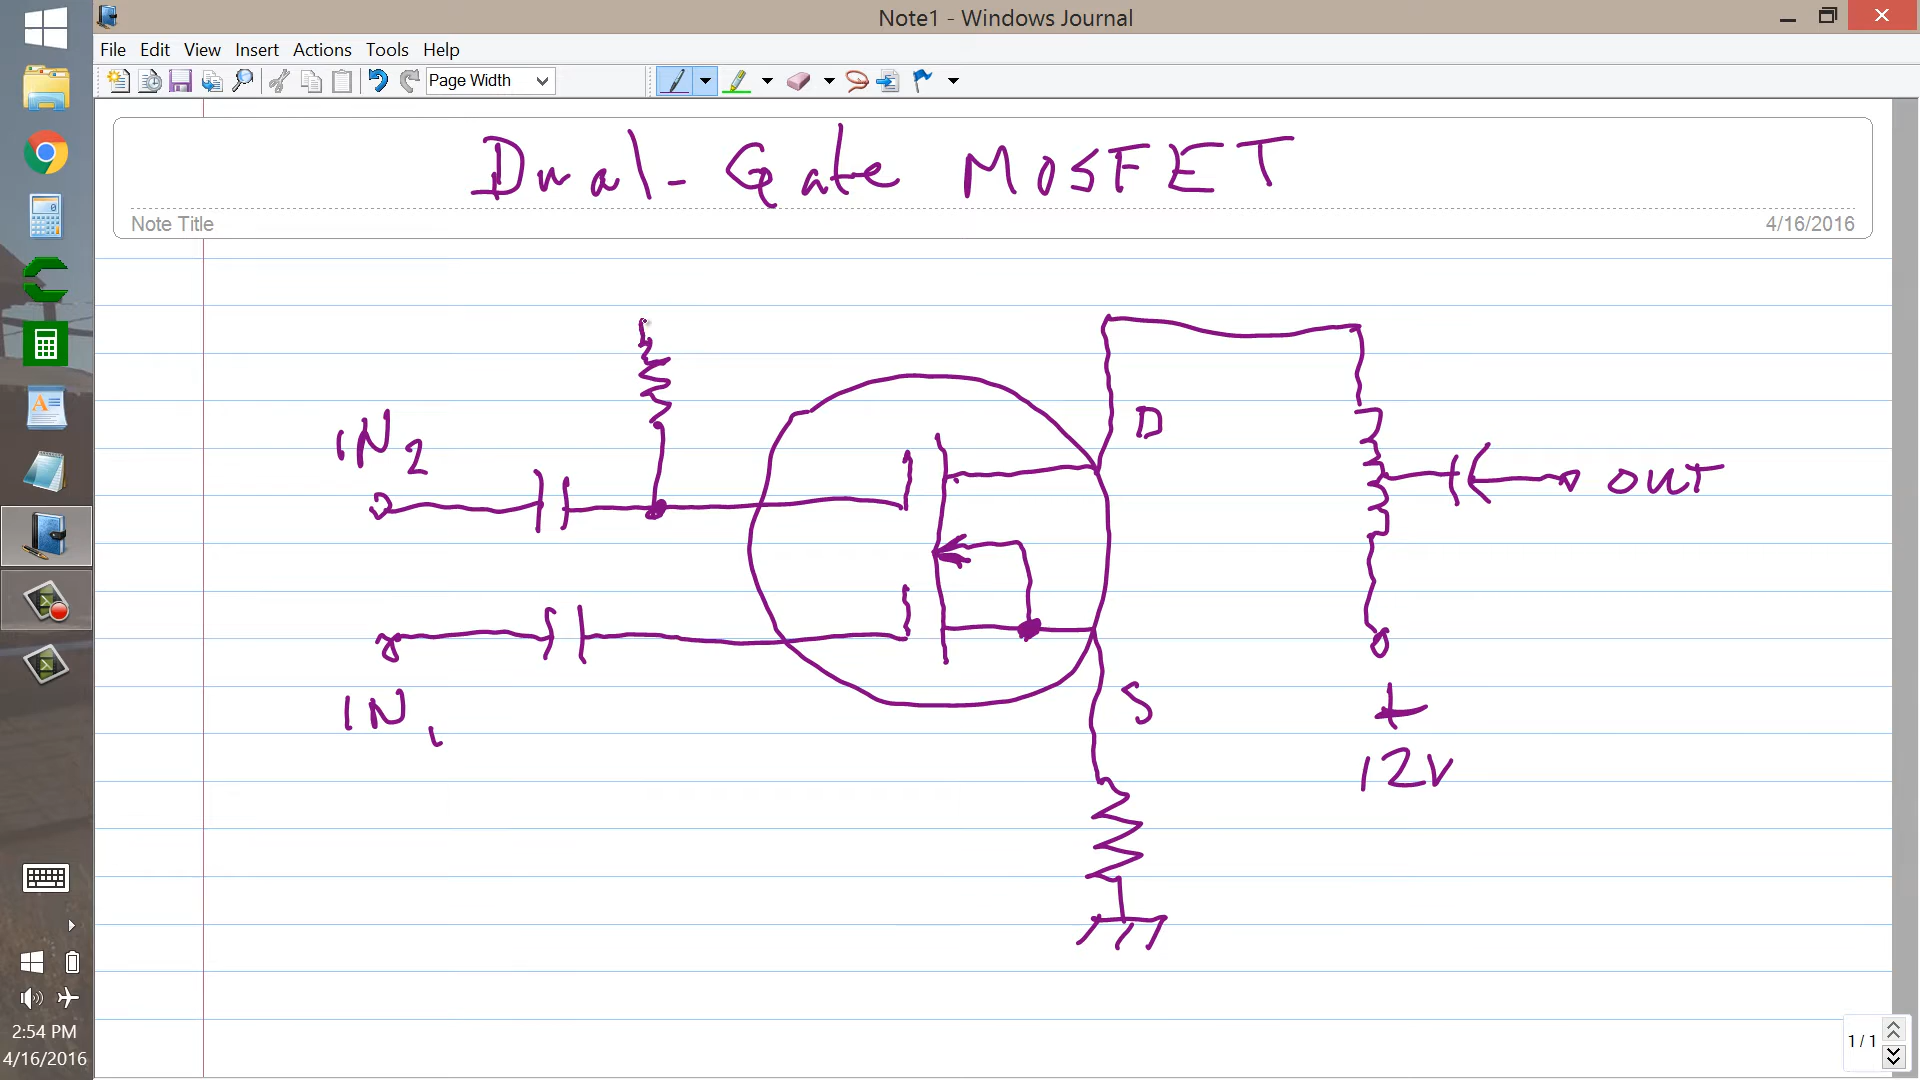 Note1 - Windows Journal
File Edit View Insert Actions Tools Help
Page Width
Dual-Gate MOSFET
Note Title
4/16/2016
IN2
D
OUT
IN1
S
+
12V
2:54 PM
4/16/2016
1 / 1